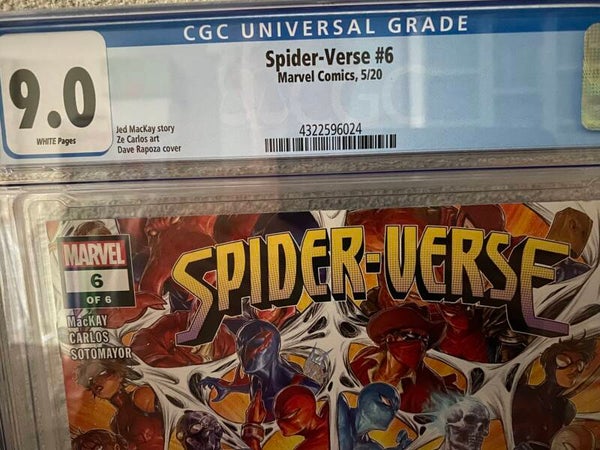 CGC UNIVERSAL GRADE
9.0
WHITE Pages
Spider-Verse #6
Marvel Comics, 5/20
Jed MacKay story
Ze Carlos art
Dave Rapoza cover
4322596024
MARVEL
6
OF 6
MacKAY
CARLOS
SOTOMAYOR
SPIDER-VERSE